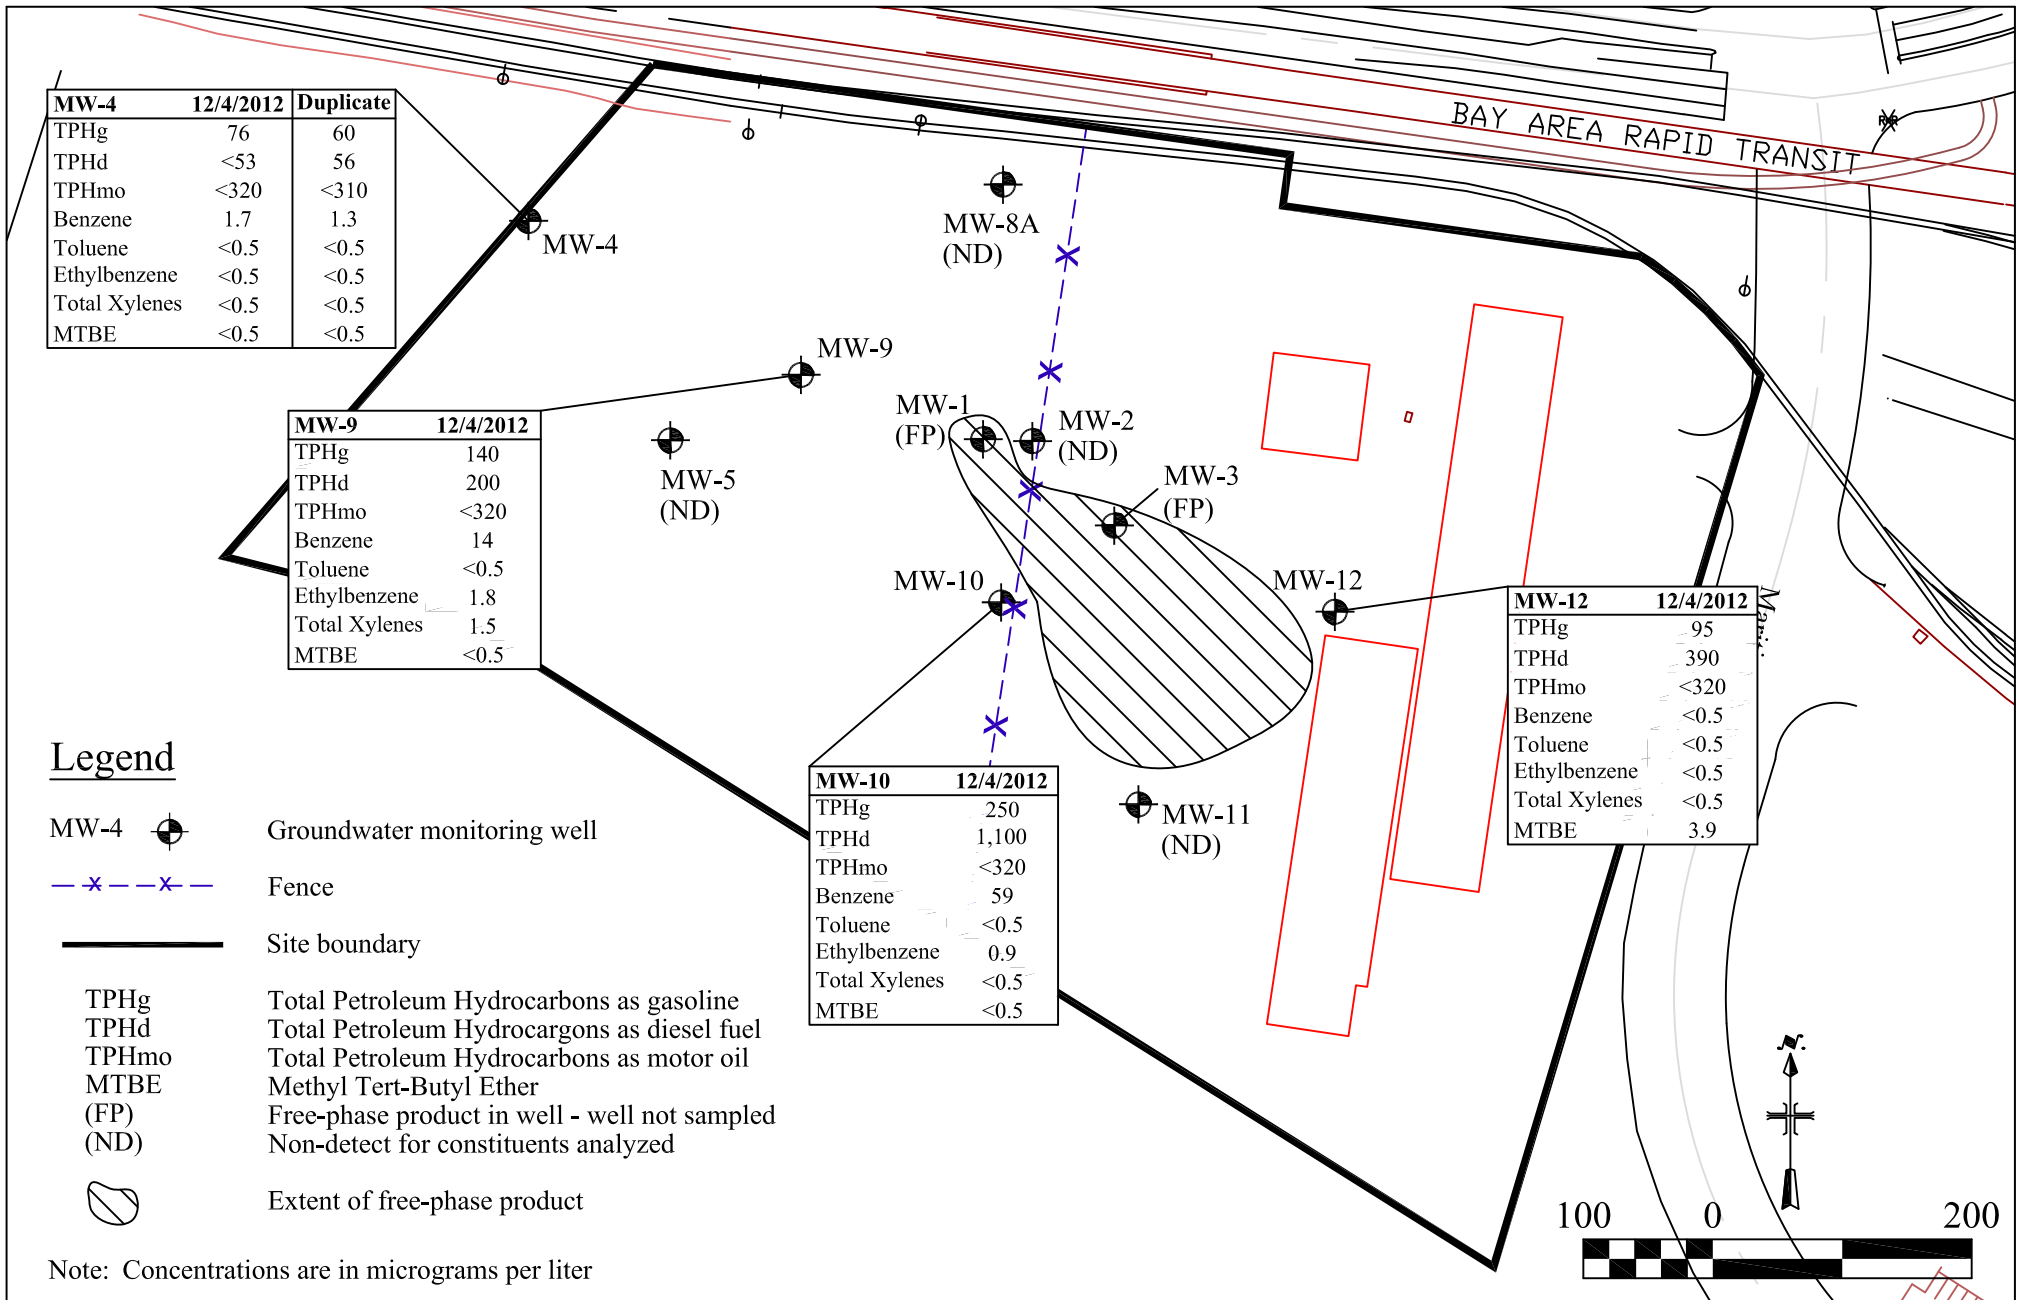 BAY AREA RAPID TRANSIT
MW-4 12/4/2012 Duplicate
TPHg 76 60
TPHd <53 56
TPHmo <320 <310
Benzene 1.7 1.3
Toluene <0.5 <0.5
Ethylbenzene <0.5 <0.5
Total Xylenes <0.5 <0.5
MTBE <0.5 <0.5
MW-4
MW-8A
(ND)
MW-9
MW-9 12/4/2012
TPHg 140
TPHd 200
TPHmo <320
Benzene 14
Toluene <0.5
Ethylbenzene 1.8
Total Xylenes 1.5
MTBE <0.5
MW-5
(ND)
MW-1
(FP)
MW-2
(ND)
MW-3
(FP)
MW-10
MW-12
MW-12 12/4/2012
TPHg 95
TPHd 390
TPHmo <320
Benzene <0.5
Toluene <0.5
Ethylbenzene <0.5
Total Xylenes <0.5
MTBE 3.9
MW-10 12/4/2012
TPHg 250
TPHd 1,100
TPHmo <320
Benzene 59
Toluene <0.5
Ethylbenzene 0.9
Total Xylenes <0.5
MTBE <0.5
MW-11
(ND)
Legend
MW-4 Groundwater monitoring well
x x Fence
Site boundary
TPHg Total Petroleum Hydrocarbons as gasoline
TPHd Total Petroleum Hydrocargons as diesel fuel
TPHmo Total Petroleum Hydrocarbons as motor oil
MTBE Methyl Tert-Butyl Ether
(FP) Free-phase product in well - well not sampled
(ND) Non-detect for constituents analyzed
Extent of free-phase product
Note: Concentrations are in micrograms per liter
N
100 0 200